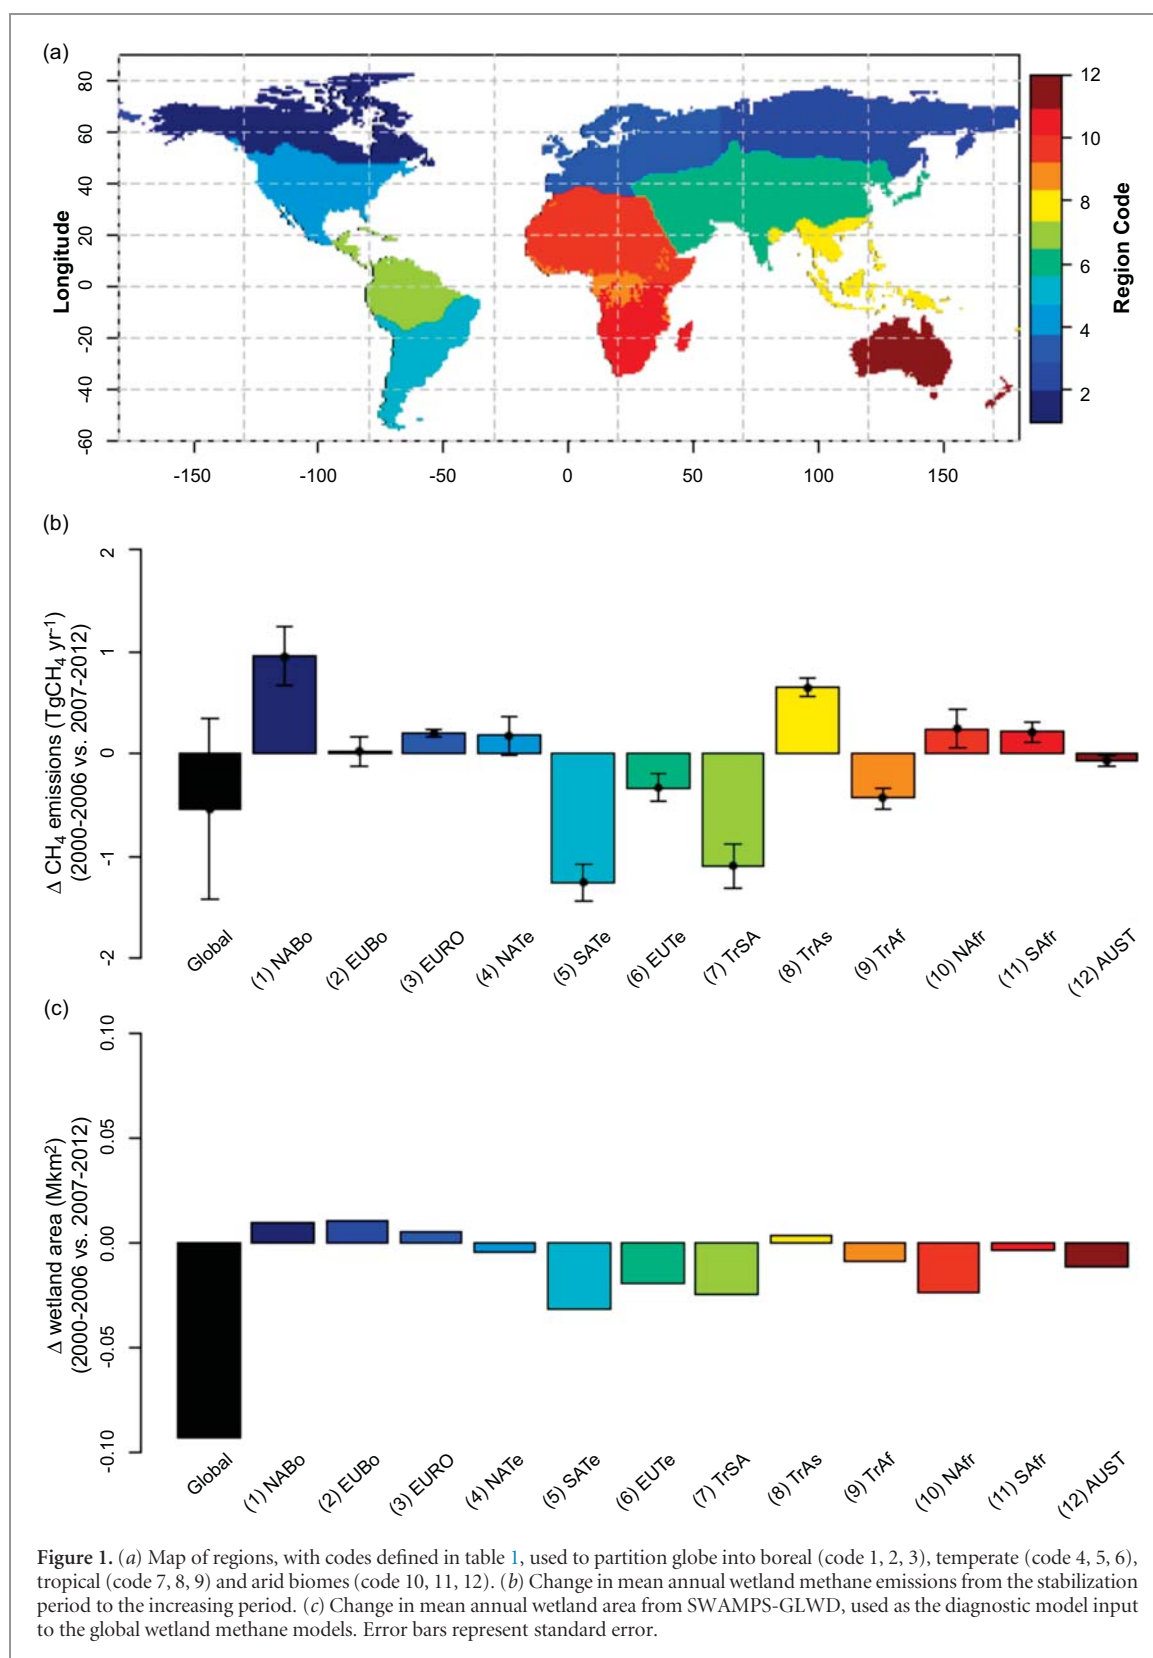 (a)
Longitude
80
60
40
20
0
-20
-40
-60
-150 -100 -50 0 50 100 150
12
10
8
6
4
2
Region Code
(b)
Δ CH4 emissions (TgCH4 yr-1)
(2000-2006 vs. 2007-2012)
2
1
0
-1
-2
Global (1) NABo (2) EUBo (3) EURO (4) NATe (5) SATe (6) EUTe (7) TrSA (8) TrAs (9) TrAf (10) NAfr (11) SAfr (12) AUST
(c)
Δ wetland area (Mkm2)
(2000-2006 vs. 2007-2012)
0.10
0.05
0.00
-0.05
-0.10
Global (1) NABo (2) EUBo (3) EURO (4) NATe (5) SATe (6) EUTe (7) TrSA (8) TrAs (9) TrAf (10) NAfr (11) SAfr (12) AUST
Figure 1. (a) Map of regions, with codes defined in table 1, used to partition globe into boreal (code 1, 2, 3), temperate (code 4, 5, 6),
tropical (code 7, 8, 9) and arid biomes (code 10, 11, 12). (b) Change in mean annual wetland methane emissions from the stabilization
period to the increasing period. (c) Change in mean annual wetland area from SWAMPS-GLWD, used as the diagnostic model input
to the global wetland methane models. Error bars represent standard error.